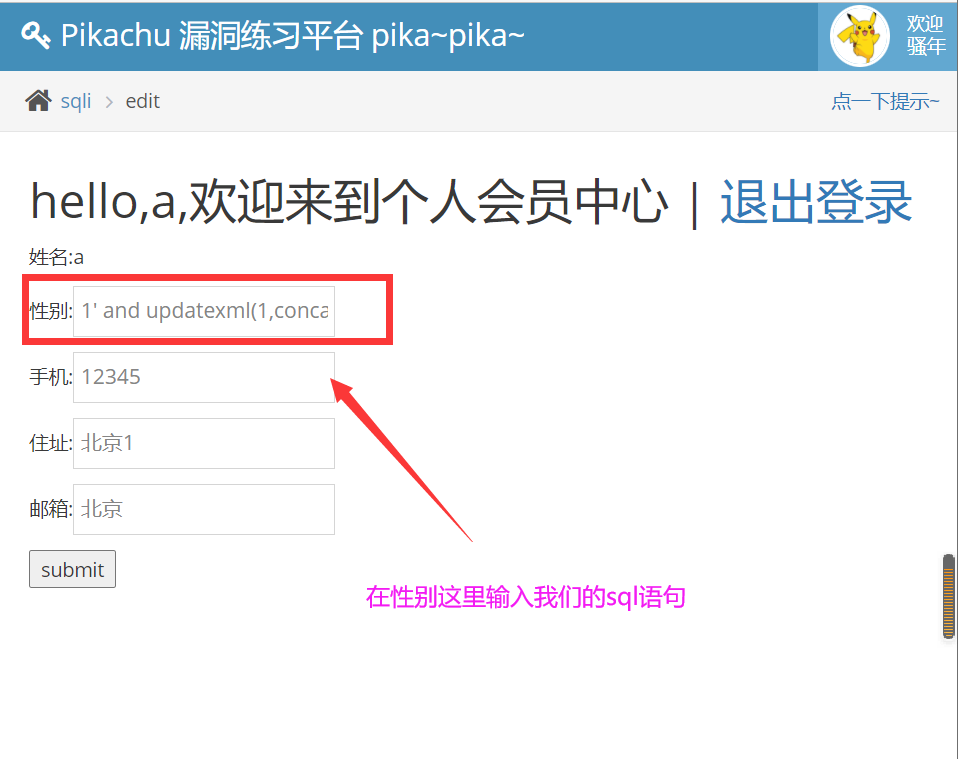 Pikachu 漏洞练习平台 pika~pika~
欢迎
骚年
sqli > edit
点一下提示~
hello,a,欢迎来到个人会员中心 | 退出登录
姓名:a
性别: 1' and updatexml(1,conca
手机: 12345
住址: 北京1
邮箱: 北京
submit
在性别这里输入我们的sql语句